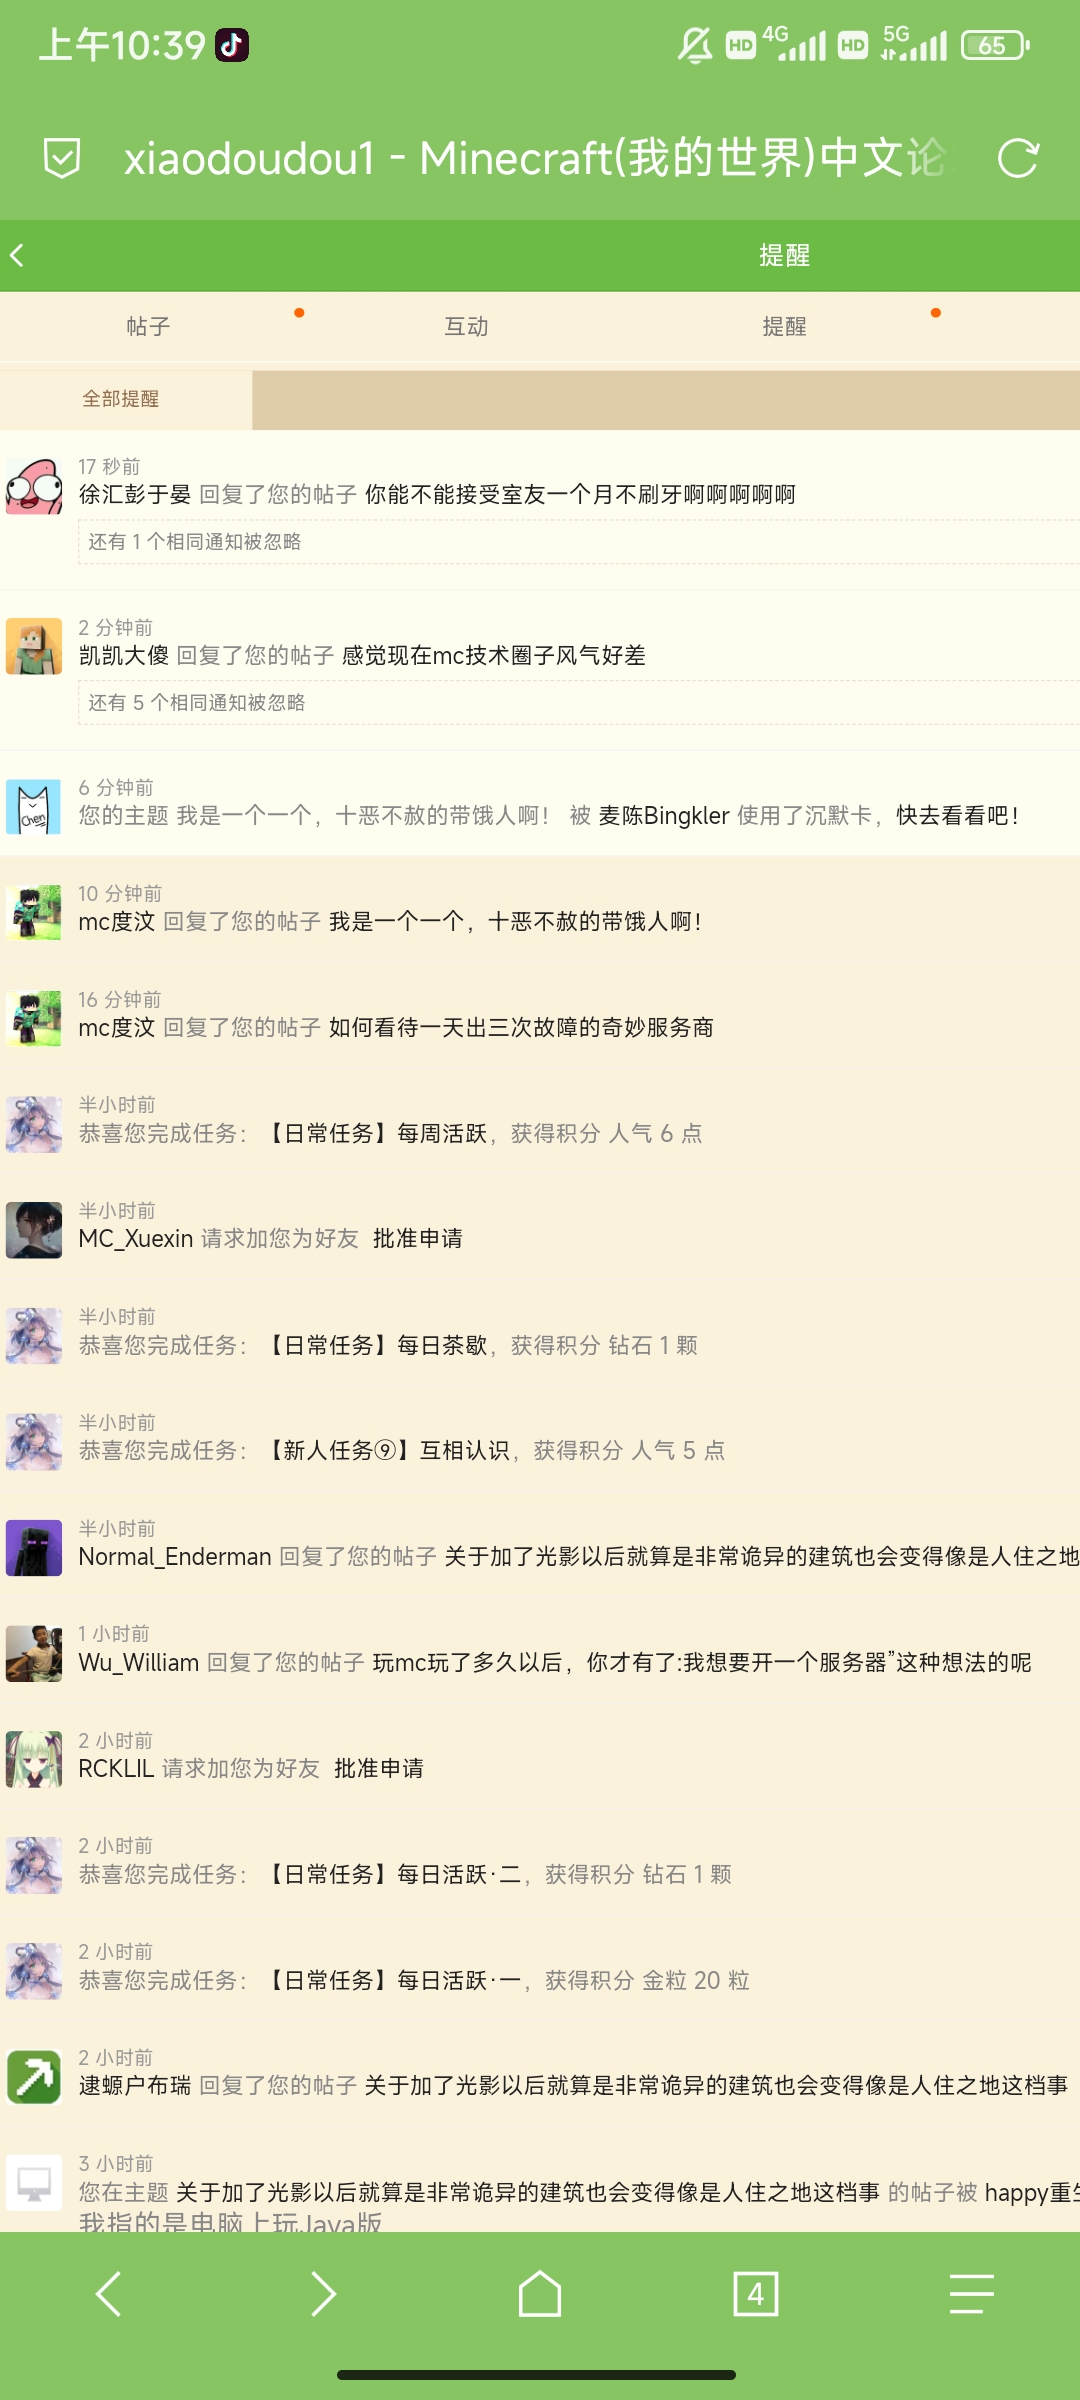 上午10:39
HD 4G HD 5G 65
xiaodoudou1 - Minecraft(我的世界)中文论
提醒
帖子 互动 提醒
全部提醒
17 秒前
徐汇彭于晏 回复了您的帖子 你能不能接受室友一个月不刷牙啊啊啊啊啊
还有 1 个相同通知被忽略
2 分钟前
凯凯大傻 回复了您的帖子 感觉现在mc技术圈子风气好差
还有 5 个相同通知被忽略
Chen
6 分钟前
您的主题 我是一个一个，十恶不赦的带饿人啊！ 被 麦陈Bingkler 使用了沉默卡，快去看看吧！
10 分钟前
mc度汶 回复了您的帖子 我是一个一个，十恶不赦的带饿人啊！
16 分钟前
mc度汶 回复了您的帖子 如何看待一天出三次故障的奇妙服务商
半小时前
恭喜您完成任务：【日常任务】每周活跃，获得积分 人气 6 点
半小时前
MC_Xuexin 请求加您为好友 批准申请
半小时前
恭喜您完成任务：【日常任务】每日茶歇，获得积分 钻石 1 颗
半小时前
恭喜您完成任务：【新人任务⑨】互相认识，获得积分 人气 5 点
半小时前
Normal_Enderman 回复了您的帖子 关于加了光影以后就算是非常诡异的建筑也会变得像是人住之地
1 小时前
Wu_William 回复了您的帖子 玩mc玩了多久以后，你才有了:我想要开一个服务器”这种想法的呢
2 小时前
RCKLIL 请求加您为好友 批准申请
2 小时前
恭喜您完成任务：【日常任务】每日活跃·二，获得积分 钻石 1 颗
2 小时前
恭喜您完成任务：【日常任务】每日活跃·一，获得积分 金粒 20 粒
2 小时前
逮螈户布瑞 回复了您的帖子 关于加了光影以后就算是非常诡异的建筑也会变得像是人住之地这档事
3 小时前
您在主题 关于加了光影以后就算是非常诡异的建筑也会变得像是人住之地这档事 的帖子被 happy重生
我指的是电脑上玩Java版
4